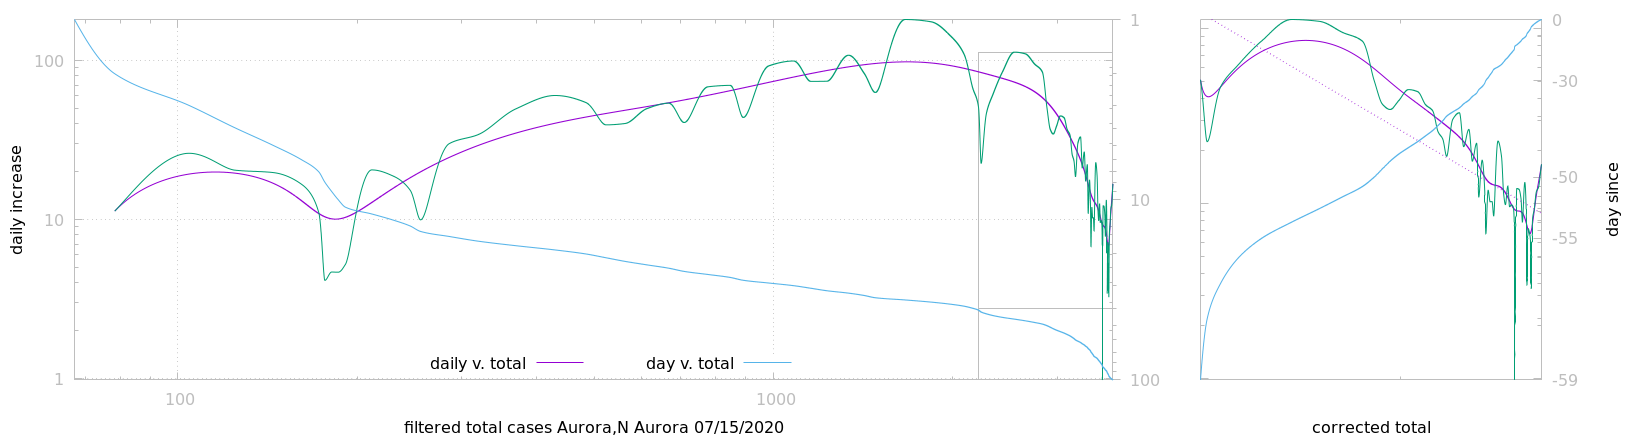 100
10
1
daily increase
100
1000
1
10
100
daily v. total
day v. total
filtered total cases Aurora,N Aurora 07/15/2020
0
-30
-50
-55
-59
day since
corrected total